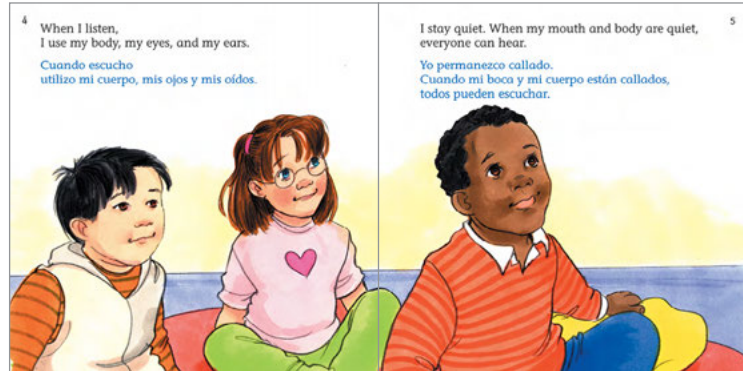 4
When I listen,
I use my body, my eyes, and my ears.
Cuando escucho
utilizo mi cuerpo, mis ojos y mis oídos.
5
I stay quiet. When my mouth and body are quiet,
everyone can hear.
Yo permanezco callado.
Cuando mi boca y mi cuerpo están callados,
todos pueden escuchar.